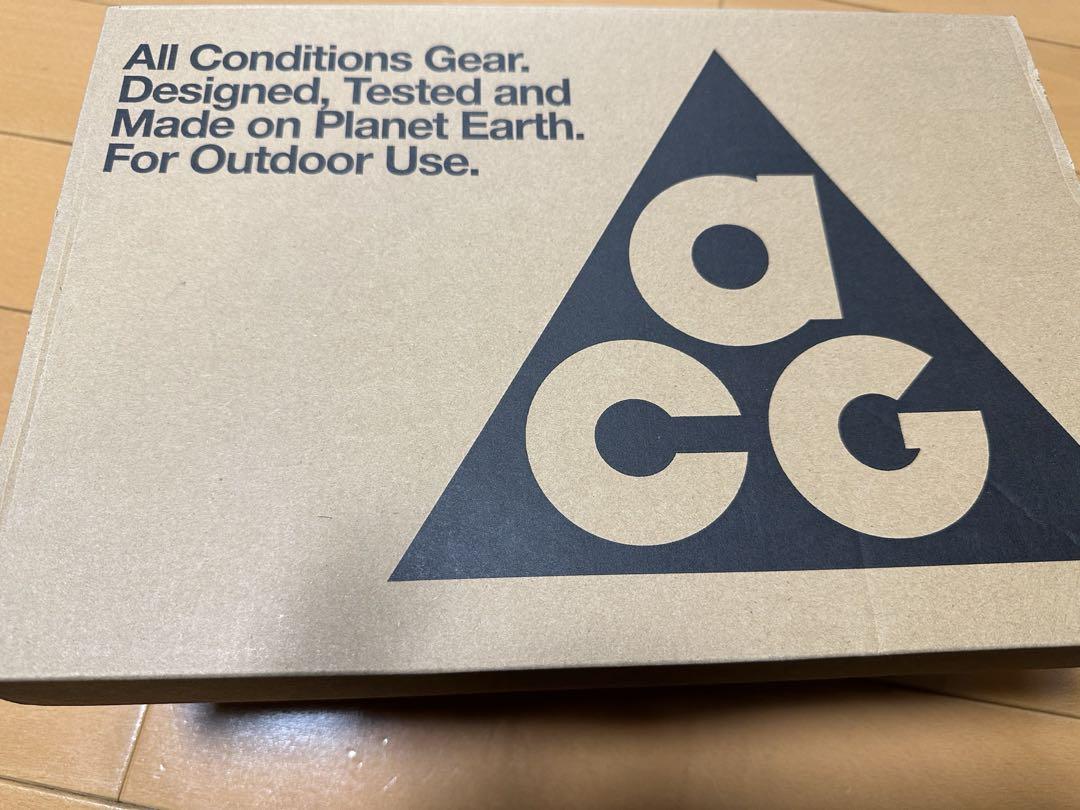 All Conditions Gear.
Designed, Tested and
Made on Planet Earth.
For Outdoor Use.
a
CG